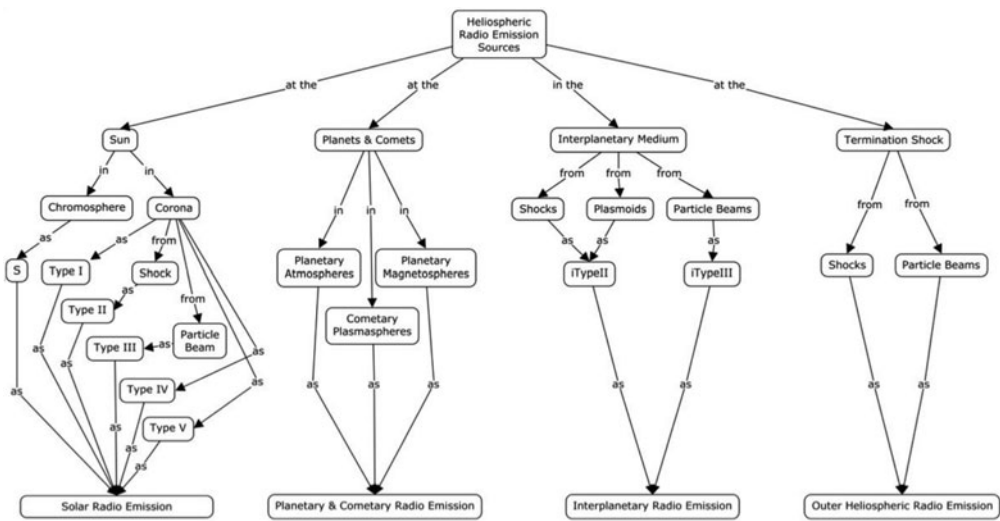 Heliospheric
Radio Emission
Sources
at the
at the
in the
at the
Sun
Planets & Comets
Interplanetary Medium
Termination Shock
in
in
from
from
from
Chromosphere
Corona
in
in
Shocks
Plasmoids
Particle Beams
from
from
as
as
from
as
as
as
S
Type I
Shock
Planetary
Atmospheres
Planetary
Magnetospheres
iTypeII
iTypeIII
Shocks
Particle Beams
as
from
Type II
Cometary
Plasmaspheres
Type III
as
Particle
Beam
as
as
as
as
as
Type IV
as
as
as
as
as
as
as
as
as
Type V
as
as
as
Solar Radio Emission
Planetary & Cometary Radio Emission
Interplanetary Radio Emission
Outer Heliospheric Radio Emission